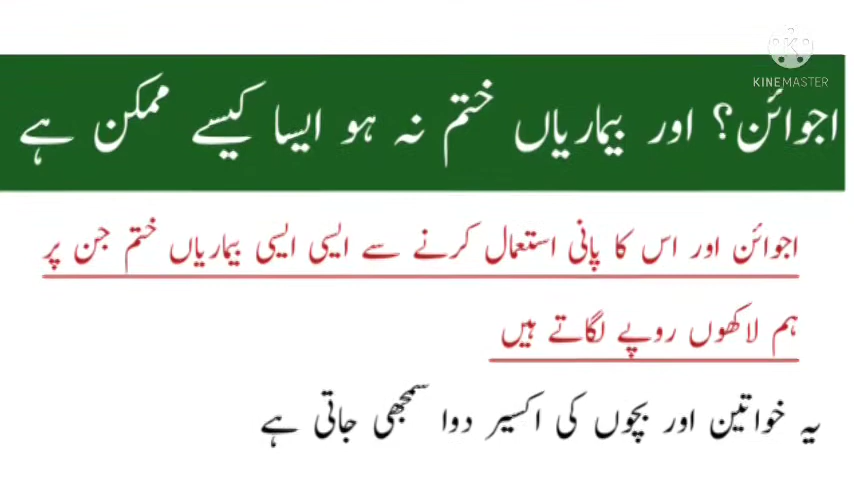 KINEMASTER
اجوائن؟ اور بیماریاں ختم نہ ہو ایسا کیسے ممکن ہے
اجوائن اور اس کا پانی استعمال کرنے سے ایسی ایسی بیماریاں ختم جن پر
ہم لاکھوں روپے لگاتے ہیں
یہ خواتین اور بچوں کی اکسیر دوا سمجھی جاتی ہے